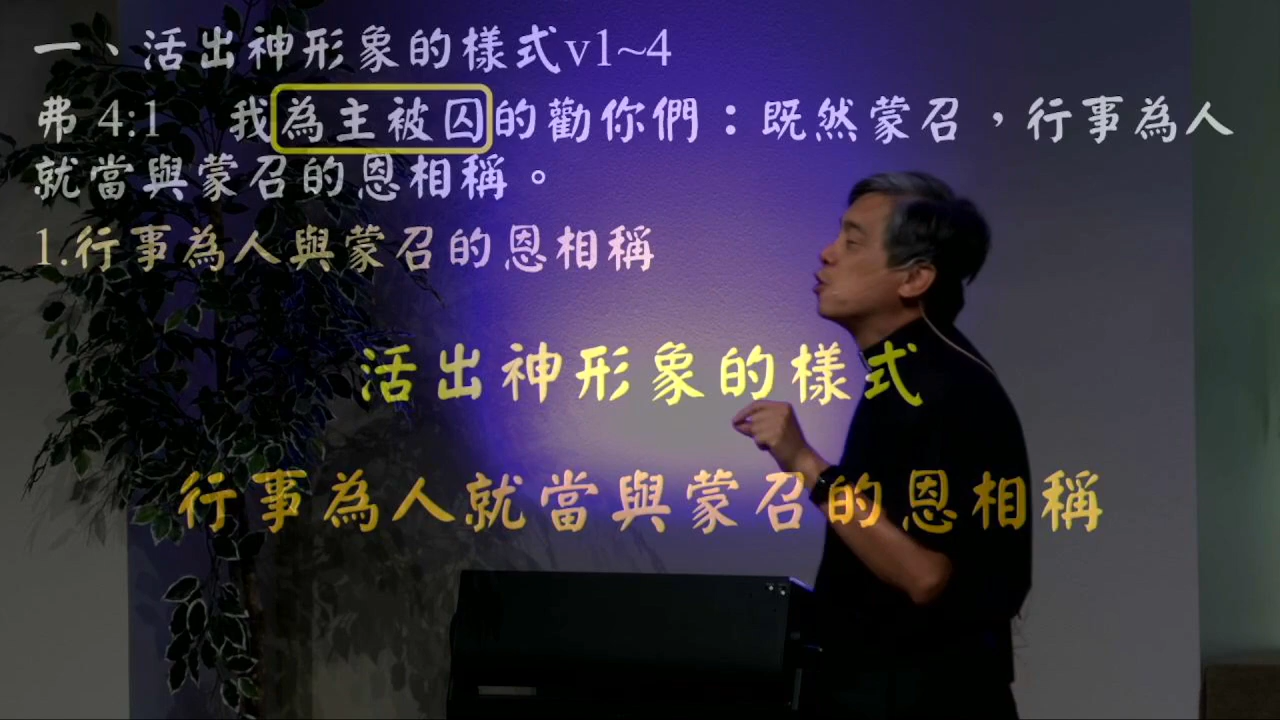 一、活出神形象的樣式v1~4
弗 4:1 我為主被囚的勸你們：既然蒙召，行事為人
就當與蒙召的恩相稱。
1.行事為人與蒙召的恩相稱
活出神形象的樣式
行事為人就當與蒙召的恩相稱